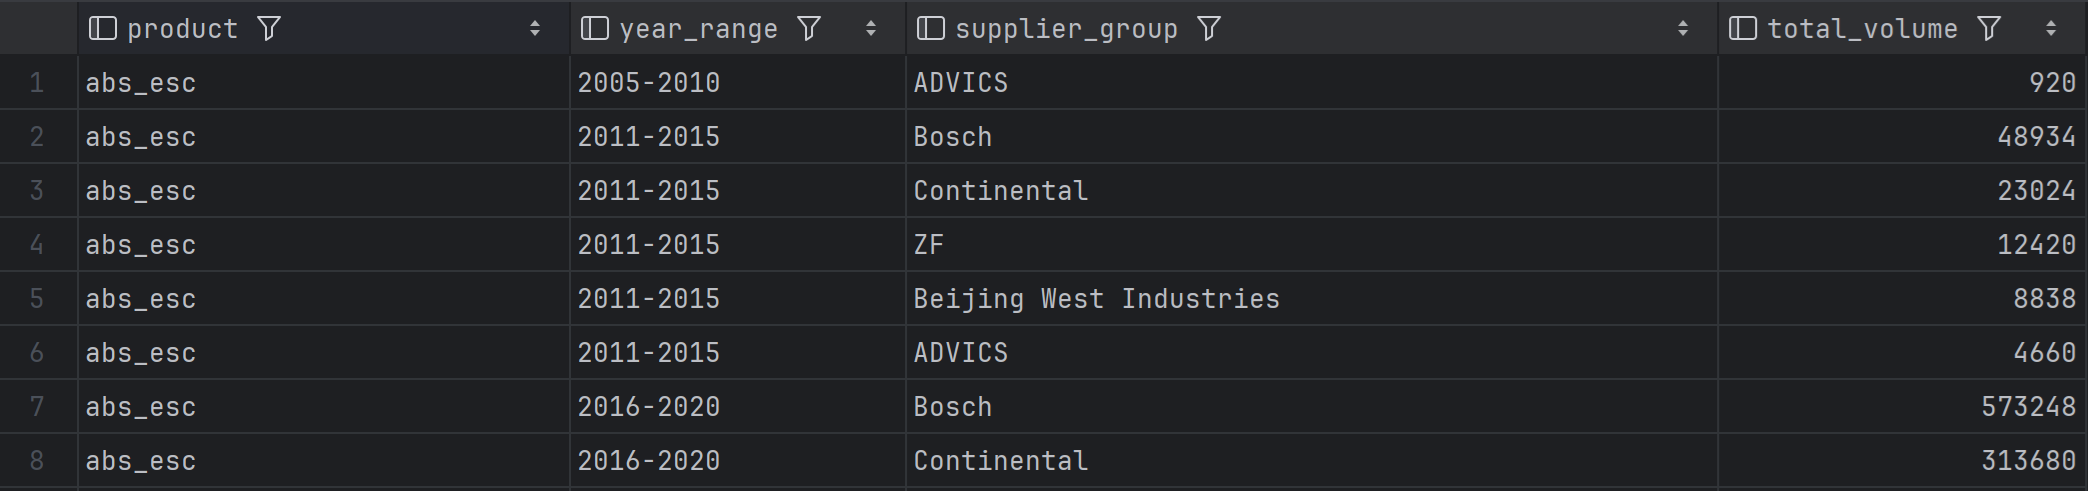 product year_range supplier_group total_volume
1 abs_esc 2005-2010 ADVICS 920
2 abs_esc 2011-2015 Bosch 48934
3 abs_esc 2011-2015 Continental 23024
4 abs_esc 2011-2015 ZF 12420
5 abs_esc 2011-2015 Beijing West Industries 8838
6 abs_esc 2011-2015 ADVICS 4660
7 abs_esc 2016-2020 Bosch 573248
8 abs_esc 2016-2020 Continental 313680